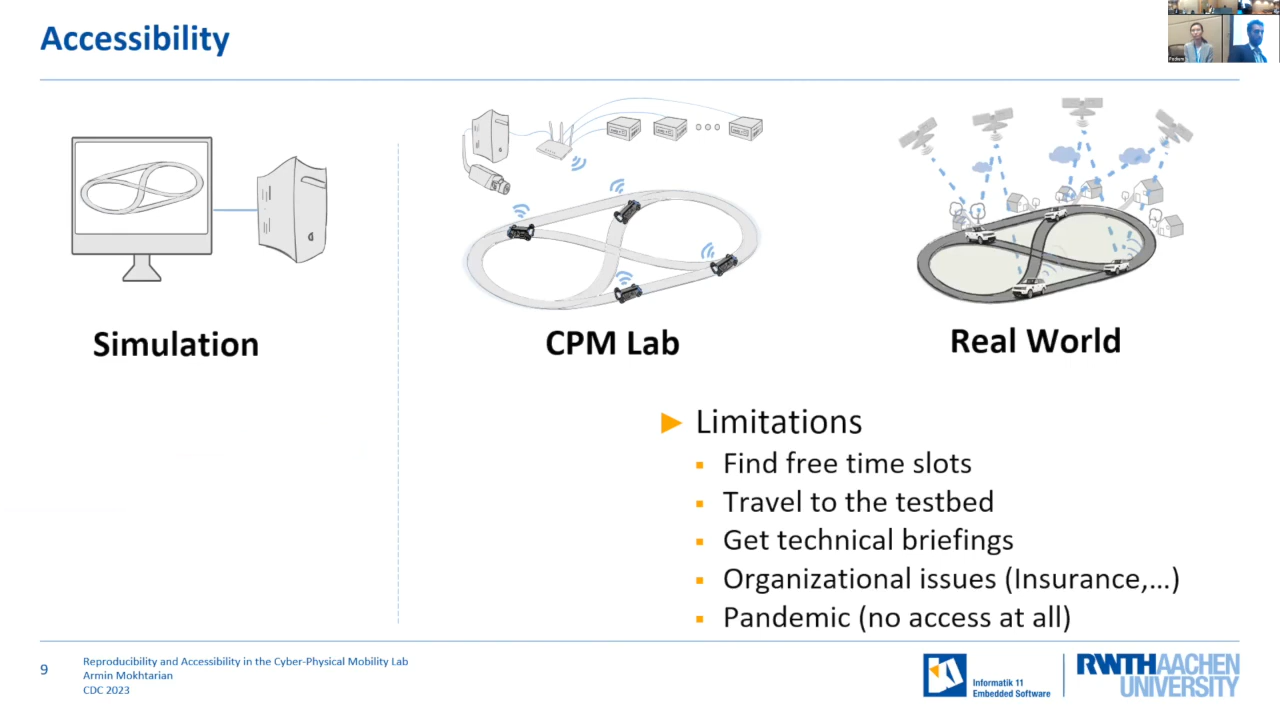 Accessibility
Simulation
CPM Lab
Real World
Limitations
Find free time slots
Travel to the testbed
Get technical briefings
Organizational issues (Insurance,...)
Pandemic (no access at all)
9
Reproducibility and Accessibility in the Cyber-Physical Mobility Lab
Armin Mokhtarian
CDC 2023
Informatik 11
Embedded Software
RWTHAACHEN
UNIVERSITY